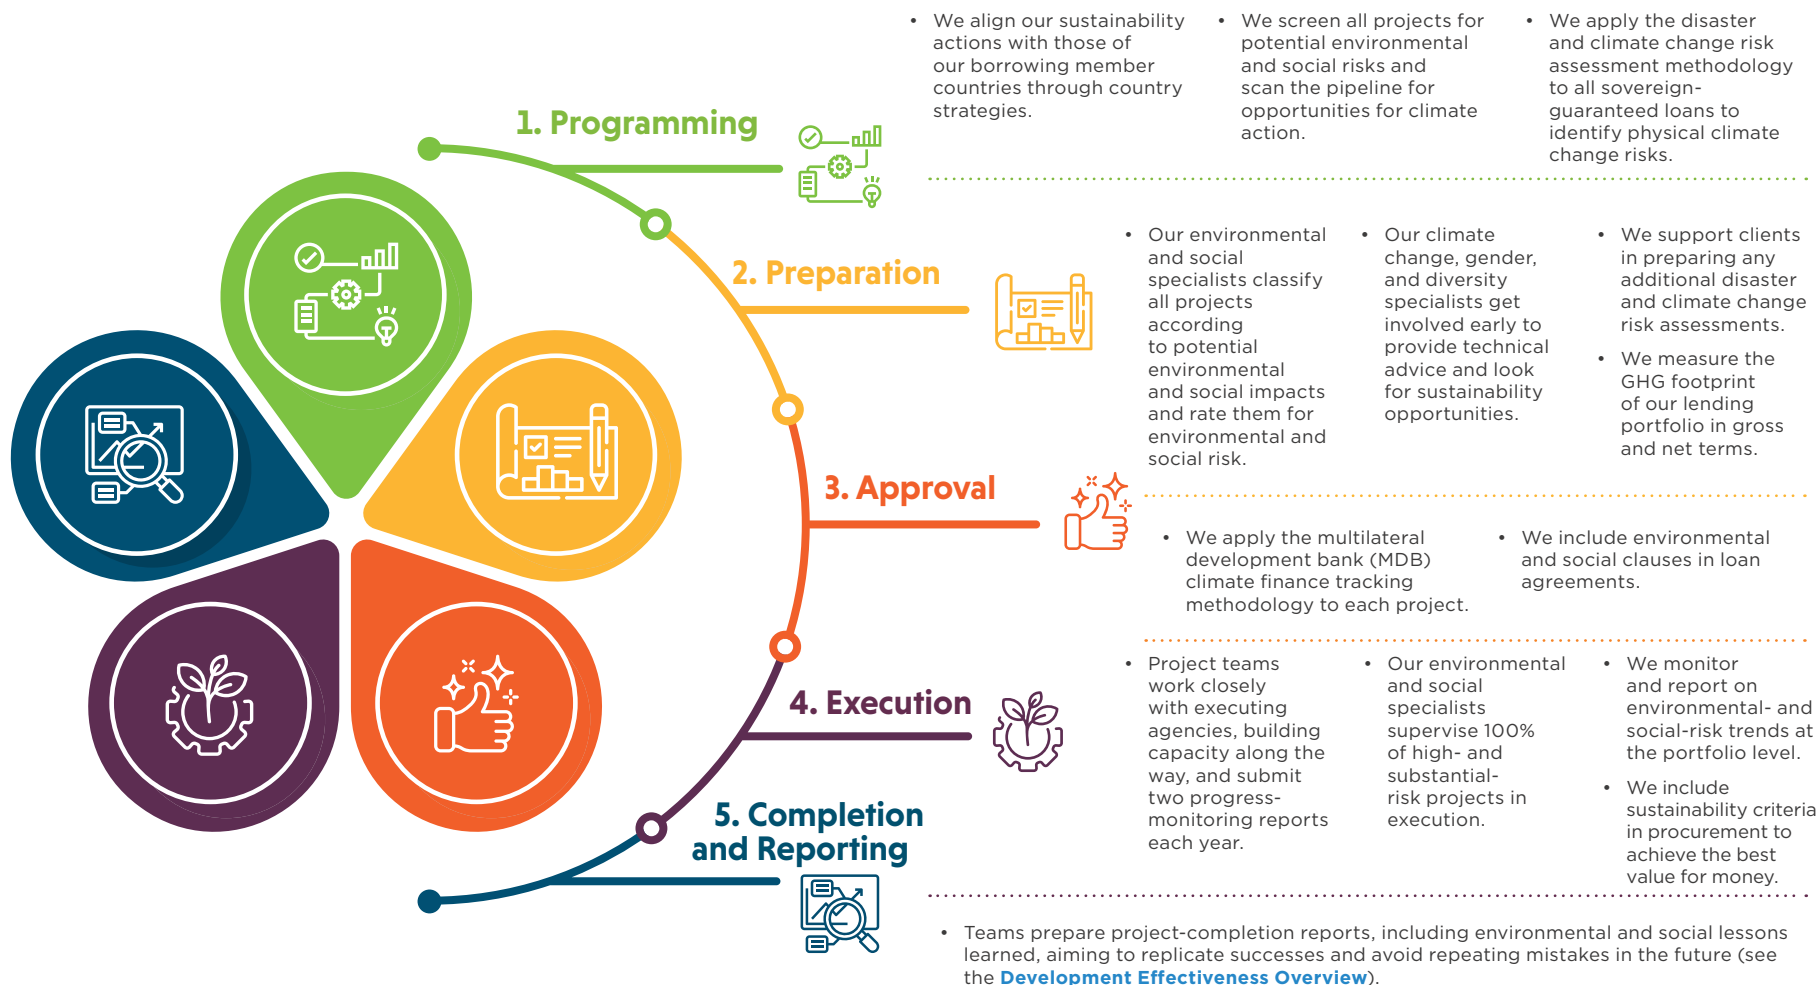 1. Programming
• We align our sustainability
actions with those of
our borrowing member
countries through country
strategies.
• We screen all projects for
potential environmental
and social risks and
scan the pipeline for
opportunities for climate
action.
• We apply the disaster
and climate change risk
assessment methodology
to all sovereign-
guaranteed loans to
identify physical climate
change risks.
2. Preparation
• Our environmental
and social
specialists classify
all projects
according
to potential
environmental
and social impacts
and rate them for
environmental and
social risk.
• Our climate
change, gender,
and diversity
specialists get
involved early to
provide technical
advice and look
for sustainability
opportunities.
• We support clients
in preparing any
additional disaster
and climate change
risk assessments.
• We measure the
GHG footprint
of our lending
portfolio in gross
and net terms.
3. Approval
• We apply the multilateral
development bank (MDB)
climate finance tracking
methodology to each project.
• We include environmental
and social clauses in loan
agreements.
4. Execution
• Project teams
work closely
with executing
agencies, building
capacity along the
way, and submit
two progress-
monitoring reports
each year.
• Our environmental
and social
specialists
supervise 100%
of high- and
substantial-
risk projects in
execution.
• We monitor
and report on
environmental- and
social-risk trends at
the portfolio level.
• We include
sustainability criteria
in procurement to
achieve the best
value for money.
5. Completion
and Reporting
• Teams prepare project-completion reports, including environmental and social lessons
learned, aiming to replicate successes and avoid repeating mistakes in the future (see
the Development Effectiveness Overview).